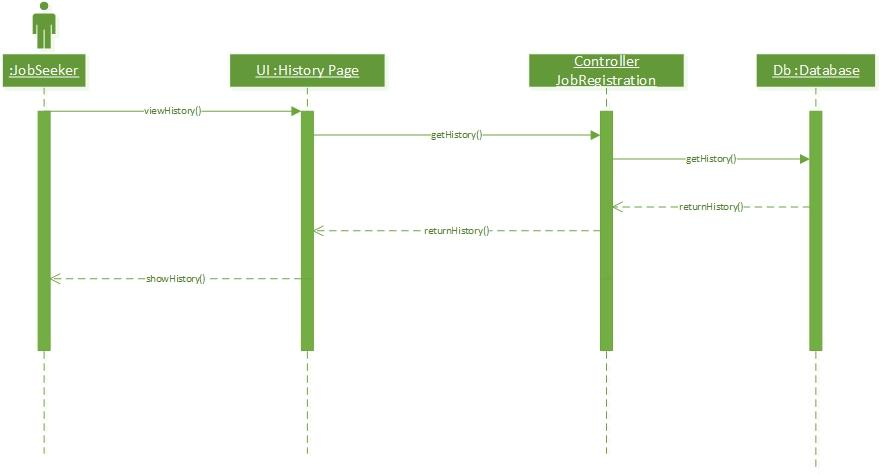 :JobSeeker
UI :History Page
Controller
JobRegistration
Db :Database
viewHistory()
getHistory()
getHistory()
returnHistory()
returnHistory()
showHistory()